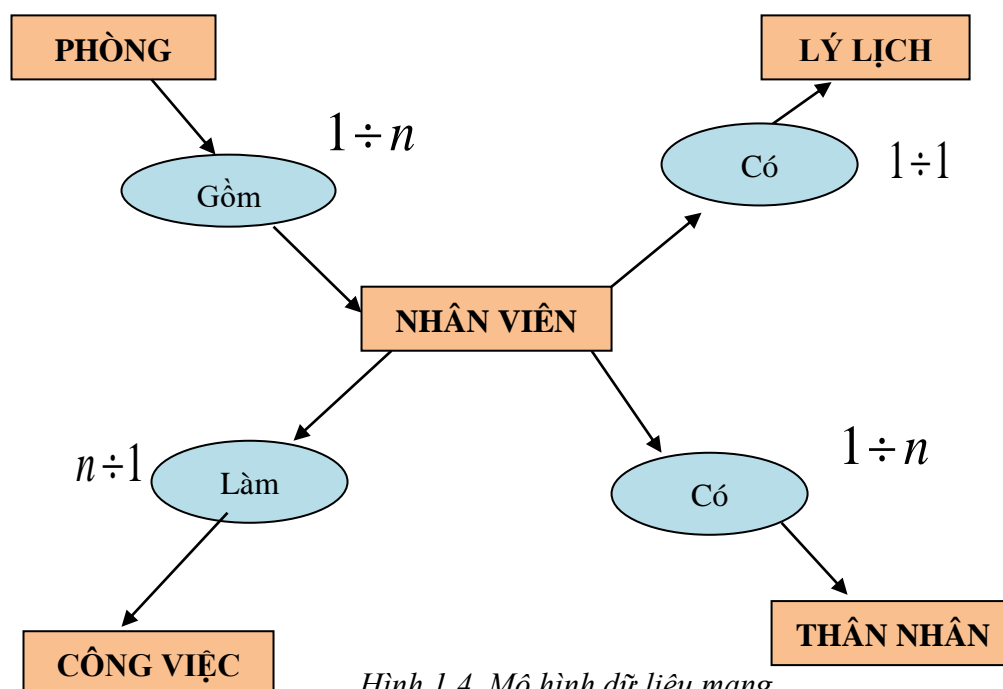 PHÒNG
LÝ LỊCH
1÷n
Có
1÷1
Gồm
NHÂN VIÊN
n÷1
Làm
1÷n
Có
THÂN NHÂN
CÔNG VIỆC
Hình 1.4. Mô hình dữ liệu mạng